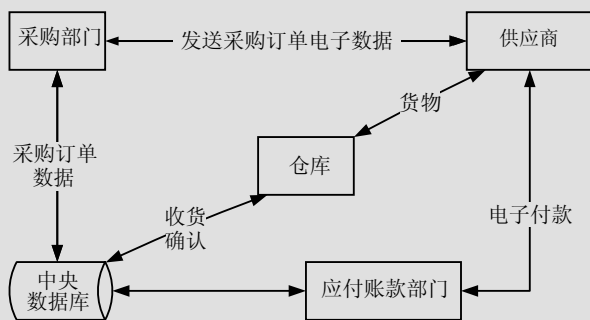 采购部门
发送采购订单电子数据
供应商
货物
采购订单
数据
仓库
收货
确认
电子付款
中央
数据库
应付账款部门